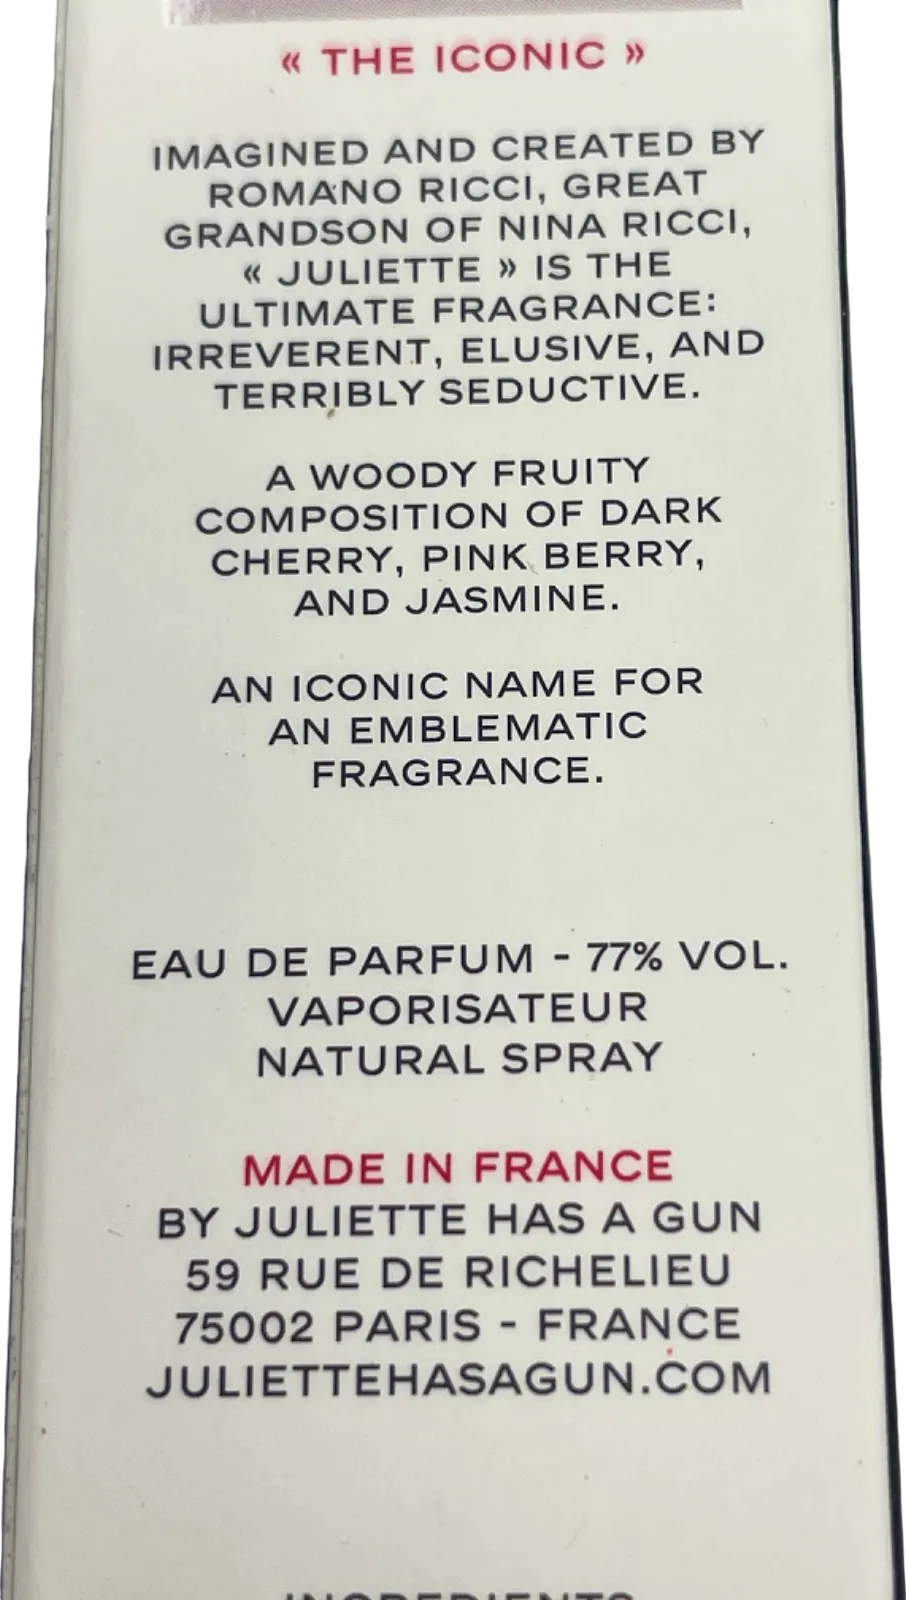 « THE ICONIC »
IMAGINED AND CREATED BY
ROMANO RICCI, GREAT
GRANDSON OF NINA RICCI,
« JULIETTE » IS THE
ULTIMATE FRAGRANCE:
IRREVERENT, ELUSIVE, AND
TERRIBLY SEDUCTIVE.
A WOODY FRUITY
COMPOSITION OF DARK
CHERRY, PINK BERRY,
AND JASMINE.
AN ICONIC NAME FOR
AN EMBLEMATIC
FRAGRANCE.
EAU DE PARFUM - 77% VOL.
VAPORISATEUR
NATURAL SPRAY
MADE IN FRANCE
BY JULIETTE HAS A GUN
59 RUE DE RICHELIEU
75002 PARIS - FRANCE
JULIETTEHASAGUN.COM
INGREDIENTS